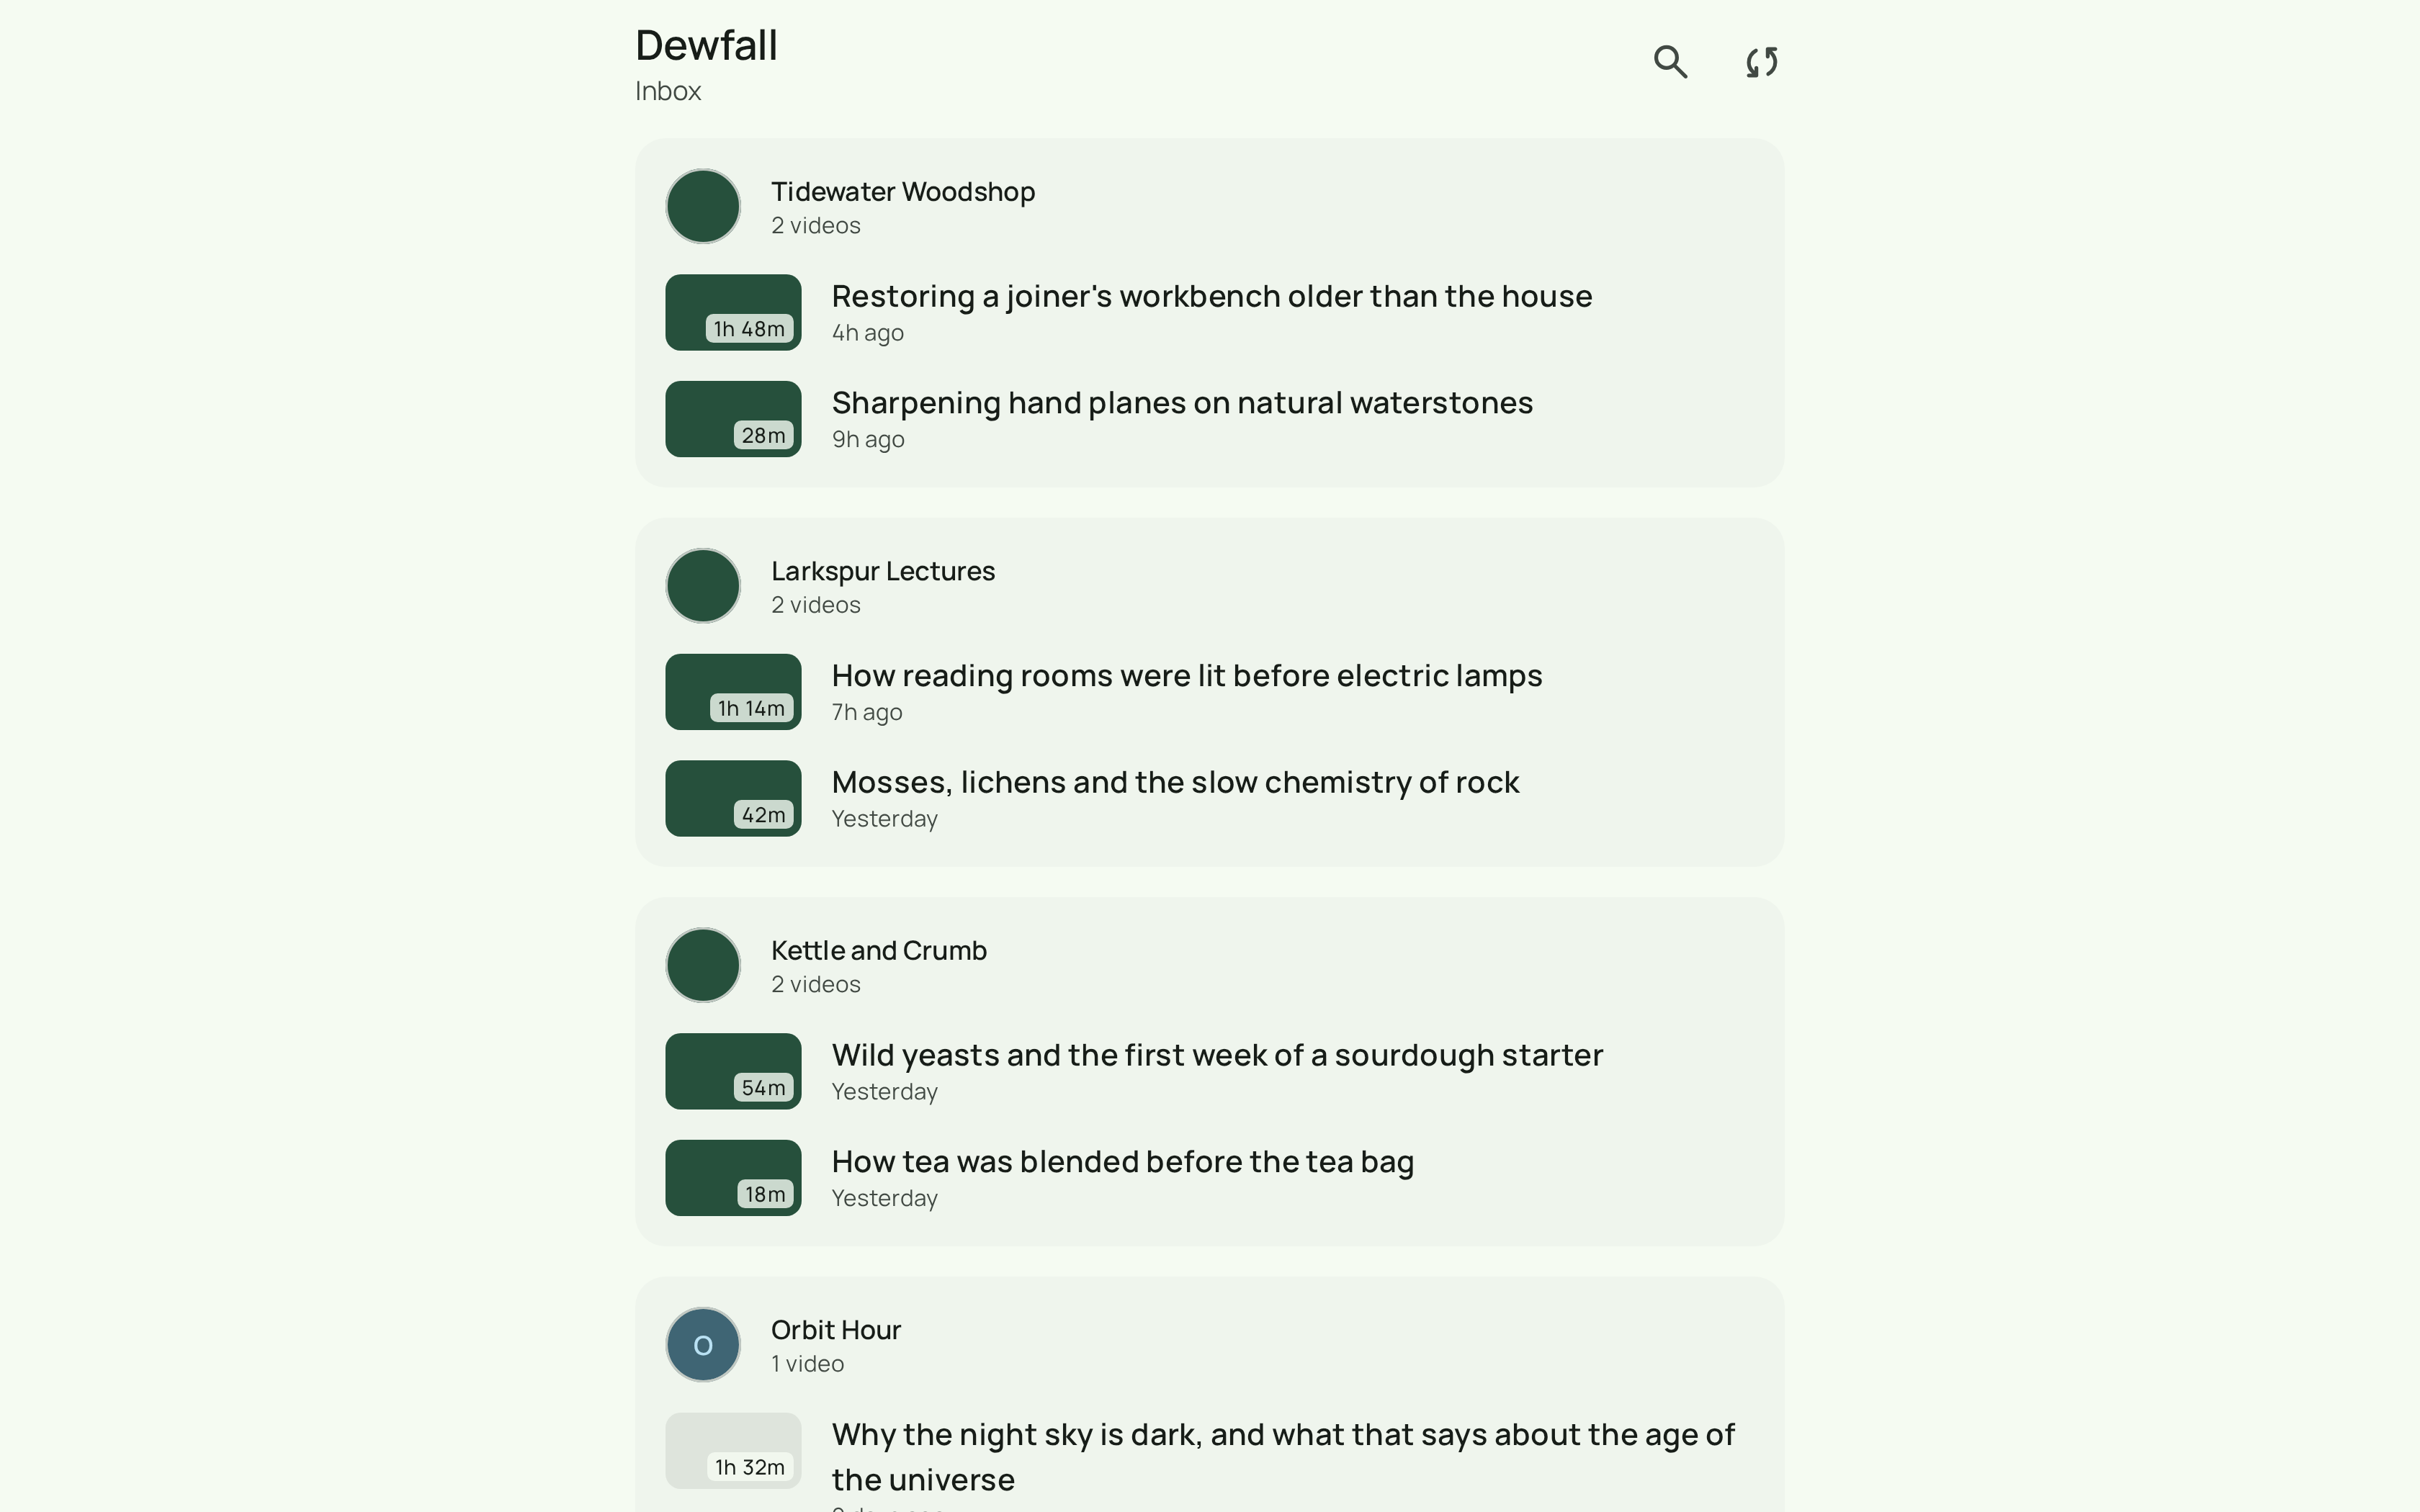 Dewfall
Inbox
Tidewater Woodshop
2 videos
1h 48m
Restoring a joiner's workbench older than the house
4h ago
28m
Sharpening hand planes on natural waterstones
9h ago
Larkspur Lectures
2 videos
1h 14m
How reading rooms were lit before electric lamps
7h ago
42m
Mosses, lichens and the slow chemistry of rock
Yesterday
Kettle and Crumb
2 videos
54m
Wild yeasts and the first week of a sourdough starter
Yesterday
18m
How tea was blended before the tea bag
Yesterday
O
Orbit Hour
1 video
1h 32m
Why the night sky is dark, and what that says about the age of
the universe